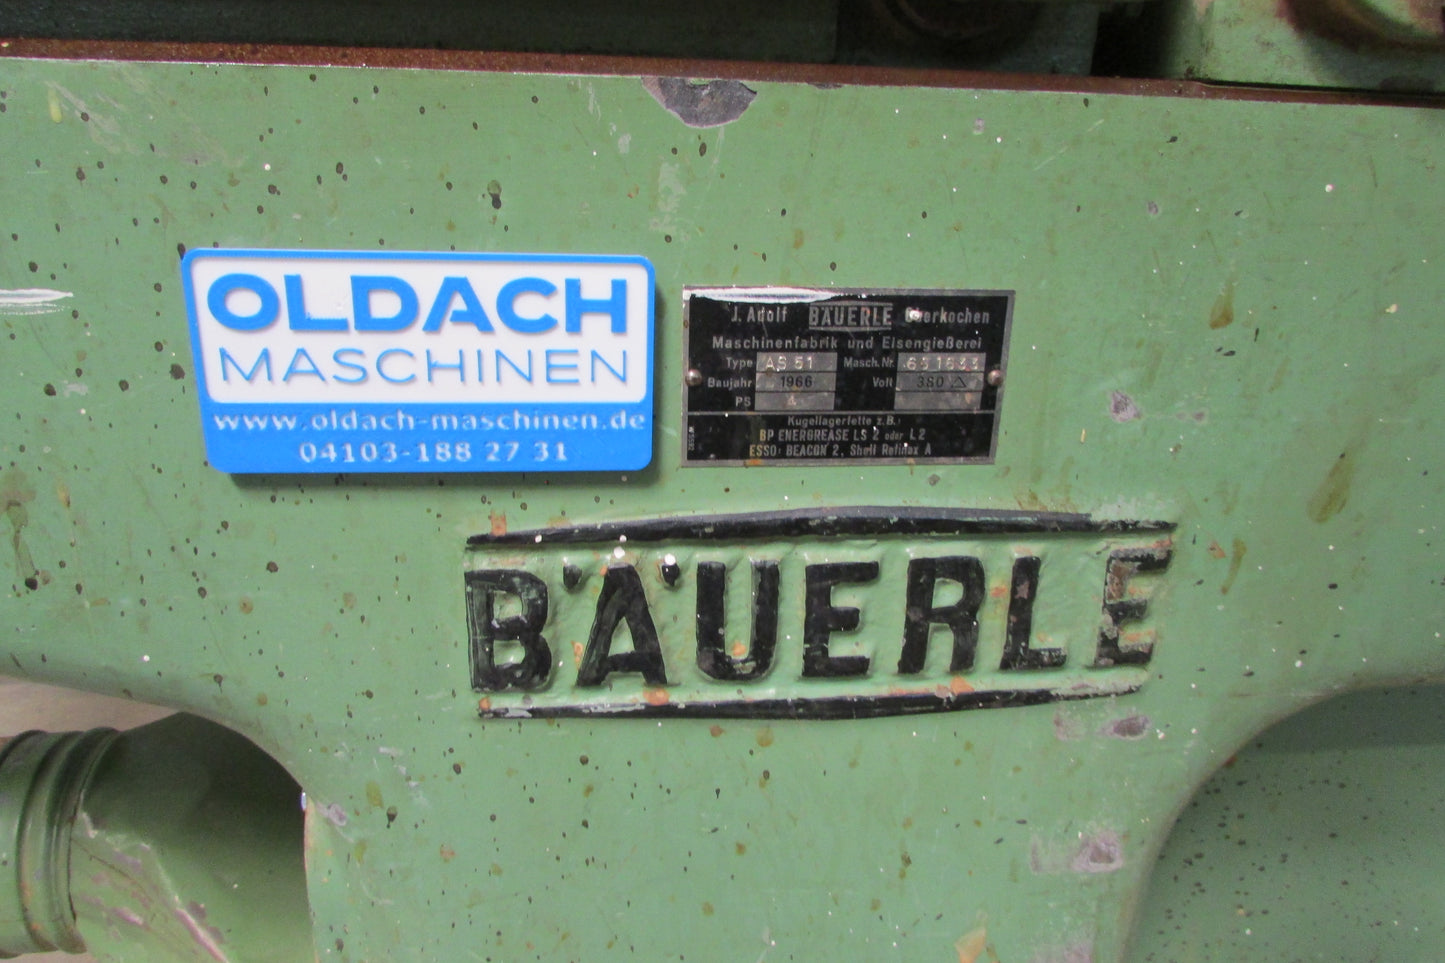 OLDACH
MASCHINEN
www.oldach-maschinen.de
04103-188 27 31
J. Adolf BÄUERLE Oberkochen
Maschinenfabrik und Eisengießerei
Type AS 51 Masch. Nr.
Baujahr 1966 Volt 380 △
PS 4
Kugellagerfette z.B.:
BP ENERGREASE LS 2 oder L2
ESSO: BEACON 2, Shell Retinax A
BÄUERLE